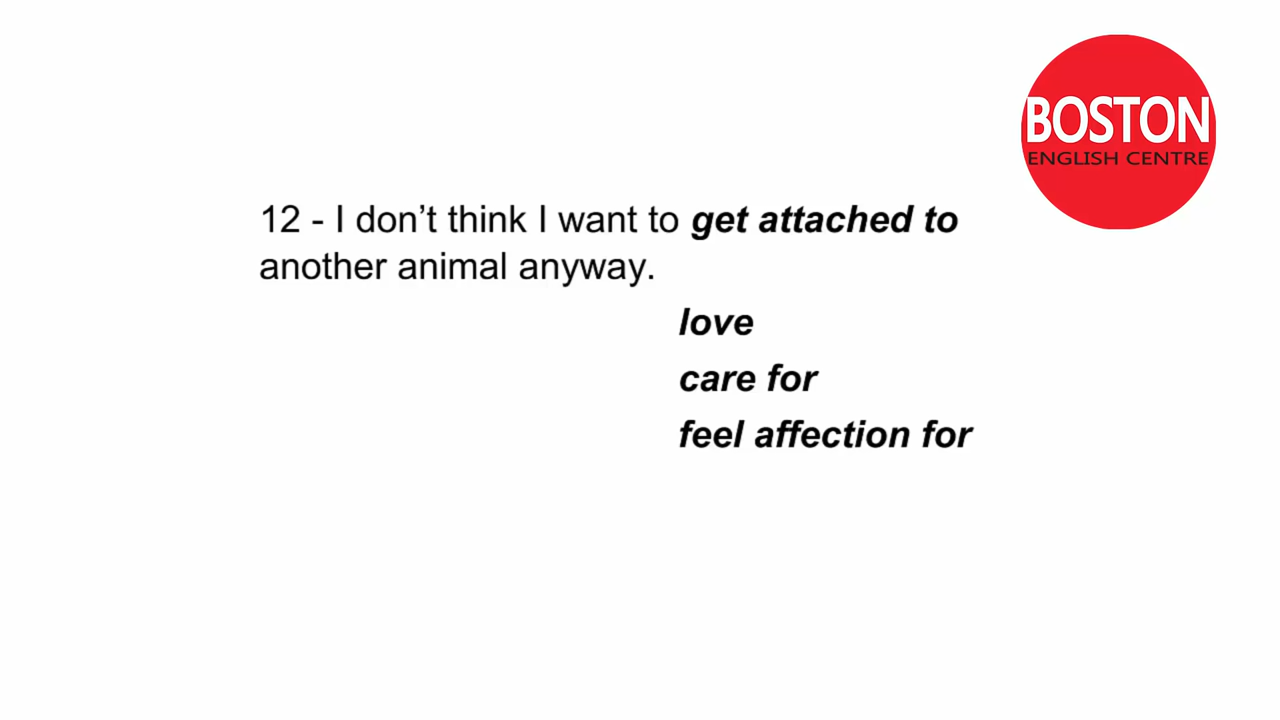 BOSTON
ENGLISH CENTRE
12 - I don’t think I want to get attached to
another animal anyway.
love
care for
feel affection for